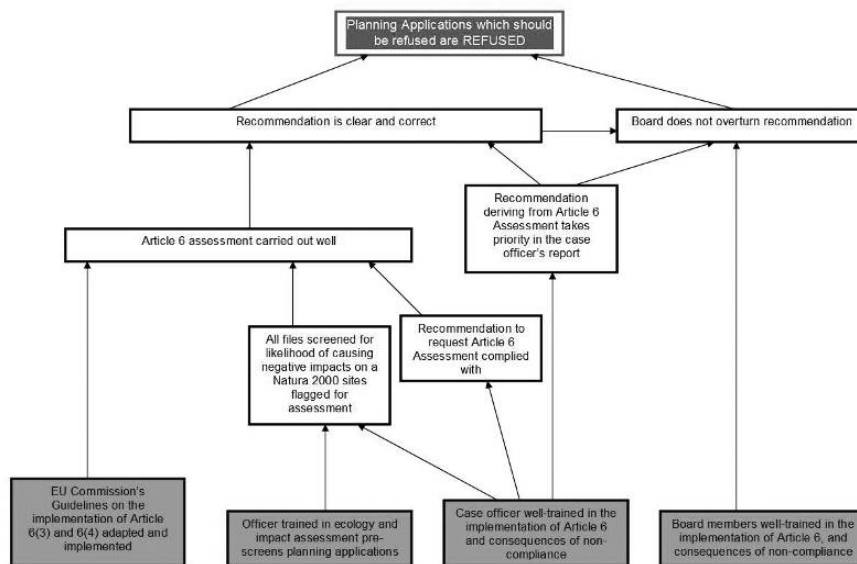 Planning Applications which should
be refused are REFUSED
Recommendation is clear and correct
Board does not overturn recommendation
Recommendation
deriving from Article 6
Assessment takes
priority in the case
officer's report
Article 6 assessment carried out well
All files screened for
likelihood of causing
negative impacts on a
Natura 2000 sites
flagged for
assessment
Recommendation to
request Article 6
Assessment complied
with
EU Commission's
Guidelines on the
implementation of Article
6(3) and 6(4) adapted and
implemented
Officer trained in ecology and
impact assessment pre-
screens planning applications
Case officer well-trained in the
implementation of Article 6
and consequences of non-
compliance
Board members well-trained in the
implementation of Article 6, and
consequences of non-compliance